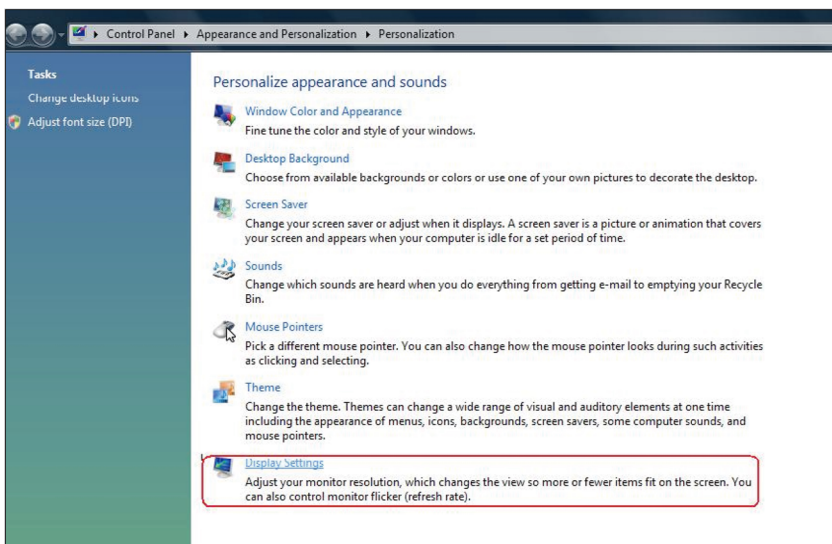 Control Panel ▸ Appearance and Personalization ▸ Personalization
Tasks
Change desktop icons
Adjust font size (DPI)
Personalize appearance and sounds
Window Color and Appearance
Fine tune the color and style of your windows.
Desktop Background
Choose from available backgrounds or colors or use one of your own pictures to decorate the desktop.
Screen Saver
Change your screen saver or adjust when it displays. A screen saver is a picture or animation that covers
your screen and appears when your computer is idle for a set period of time.
Sounds
Change which sounds are heard when you do everything from getting e-mail to emptying your Recycle
Bin.
Mouse Pointers
Pick a different mouse pointer. You can also change how the mouse pointer looks during such activities
as clicking and selecting.
Theme
Change the theme. Themes can change a wide range of visual and auditory elements at one time
including the appearance of menus, icons, backgrounds, screen savers, some computer sounds, and
mouse pointers.
Display Settings
Adjust your monitor resolution, which changes the view so more or fewer items fit on the screen. You
can also control monitor flicker (refresh rate).